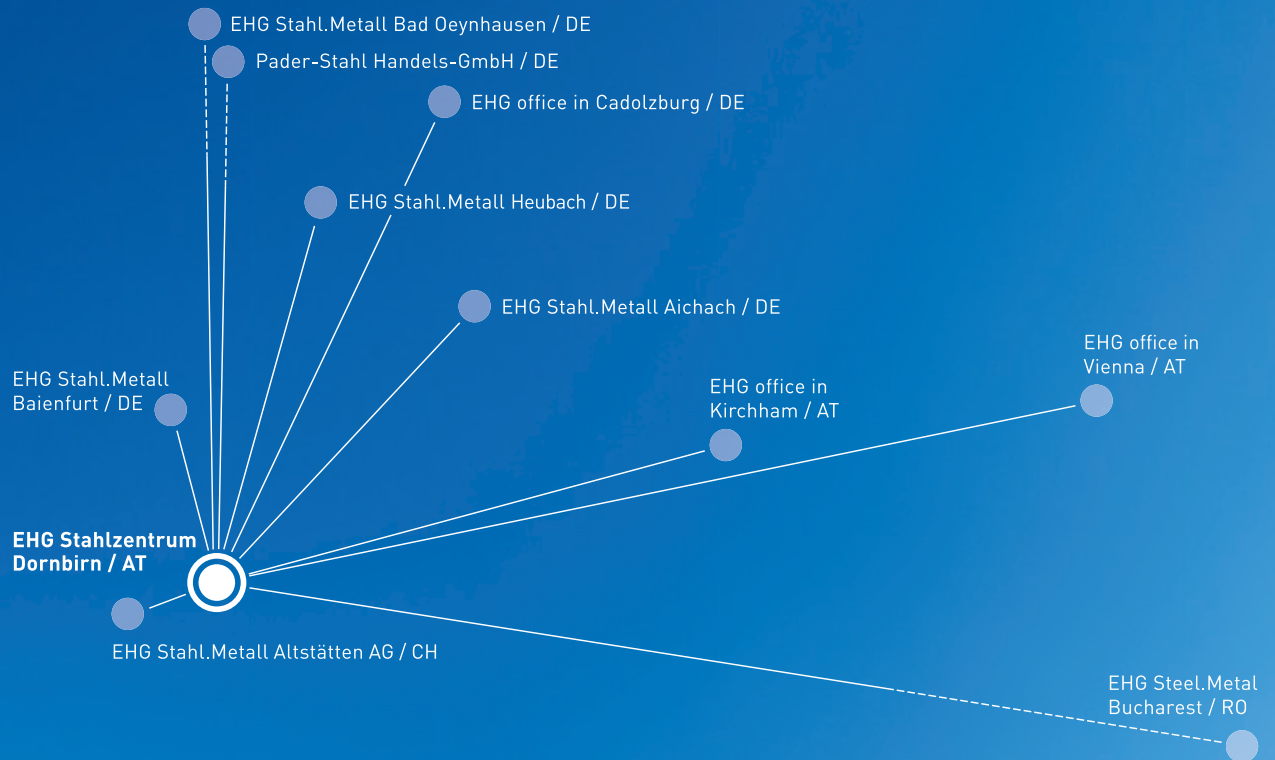 EHG Stahl.Metall Bad Oeynhausen / DE
Pader-Stahl Handels-GmbH / DE
EHG office in Cadolzburg / DE
EHG Stahl.Metall Heubach / DE
EHG Stahl.Metall Aichach / DE
EHG office in
Vienna / AT
EHG Stahl.Metall
Baienfurt / DE
EHG office in
Kirchham / AT
EHG Stahlzentrum
Dornbirn / AT
EHG Stahl.Metall Altstätten AG / CH
EHG Steel.Metal
Bucharest / RO